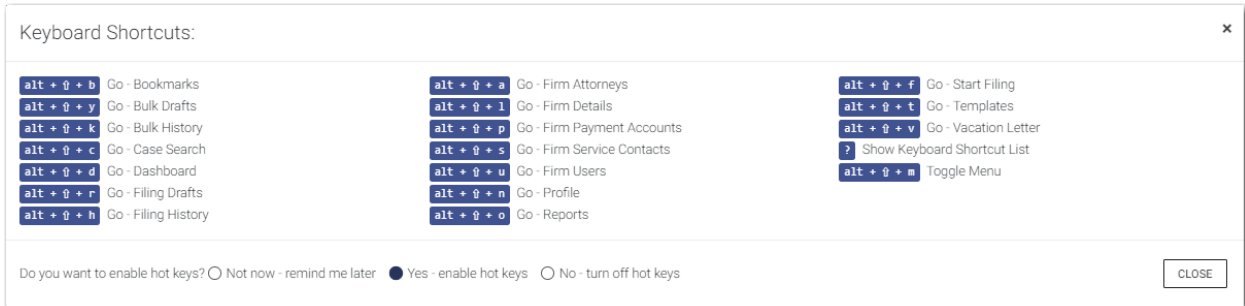 Keyboard Shortcuts:
×
alt + ⇧ + b Go - Bookmarks
alt + ⇧ + y Go - Bulk Drafts
alt + ⇧ + k Go - Bulk History
alt + ⇧ + c Go - Case Search
alt + ⇧ + d Go - Dashboard
alt + ⇧ + r Go - Filing Drafts
alt + ⇧ + h Go - Filing History
alt + ⇧ + a Go - Firm Attorneys
alt + ⇧ + l Go - Firm Details
alt + ⇧ + p Go - Firm Payment Accounts
alt + ⇧ + s Go - Firm Service Contacts
alt + ⇧ + u Go - Firm Users
alt + ⇧ + n Go - Profile
alt + ⇧ + o Go - Reports
alt + ⇧ + f Go - Start Filing
alt + ⇧ + t Go - Templates
alt + ⇧ + v Go - Vacation Letter
? Show Keyboard Shortcut List
alt + ⇧ + m Toggle Menu
Do you want to enable hot keys? Not now - remind me later Yes - enable hot keys No - turn off hot keys
CLOSE